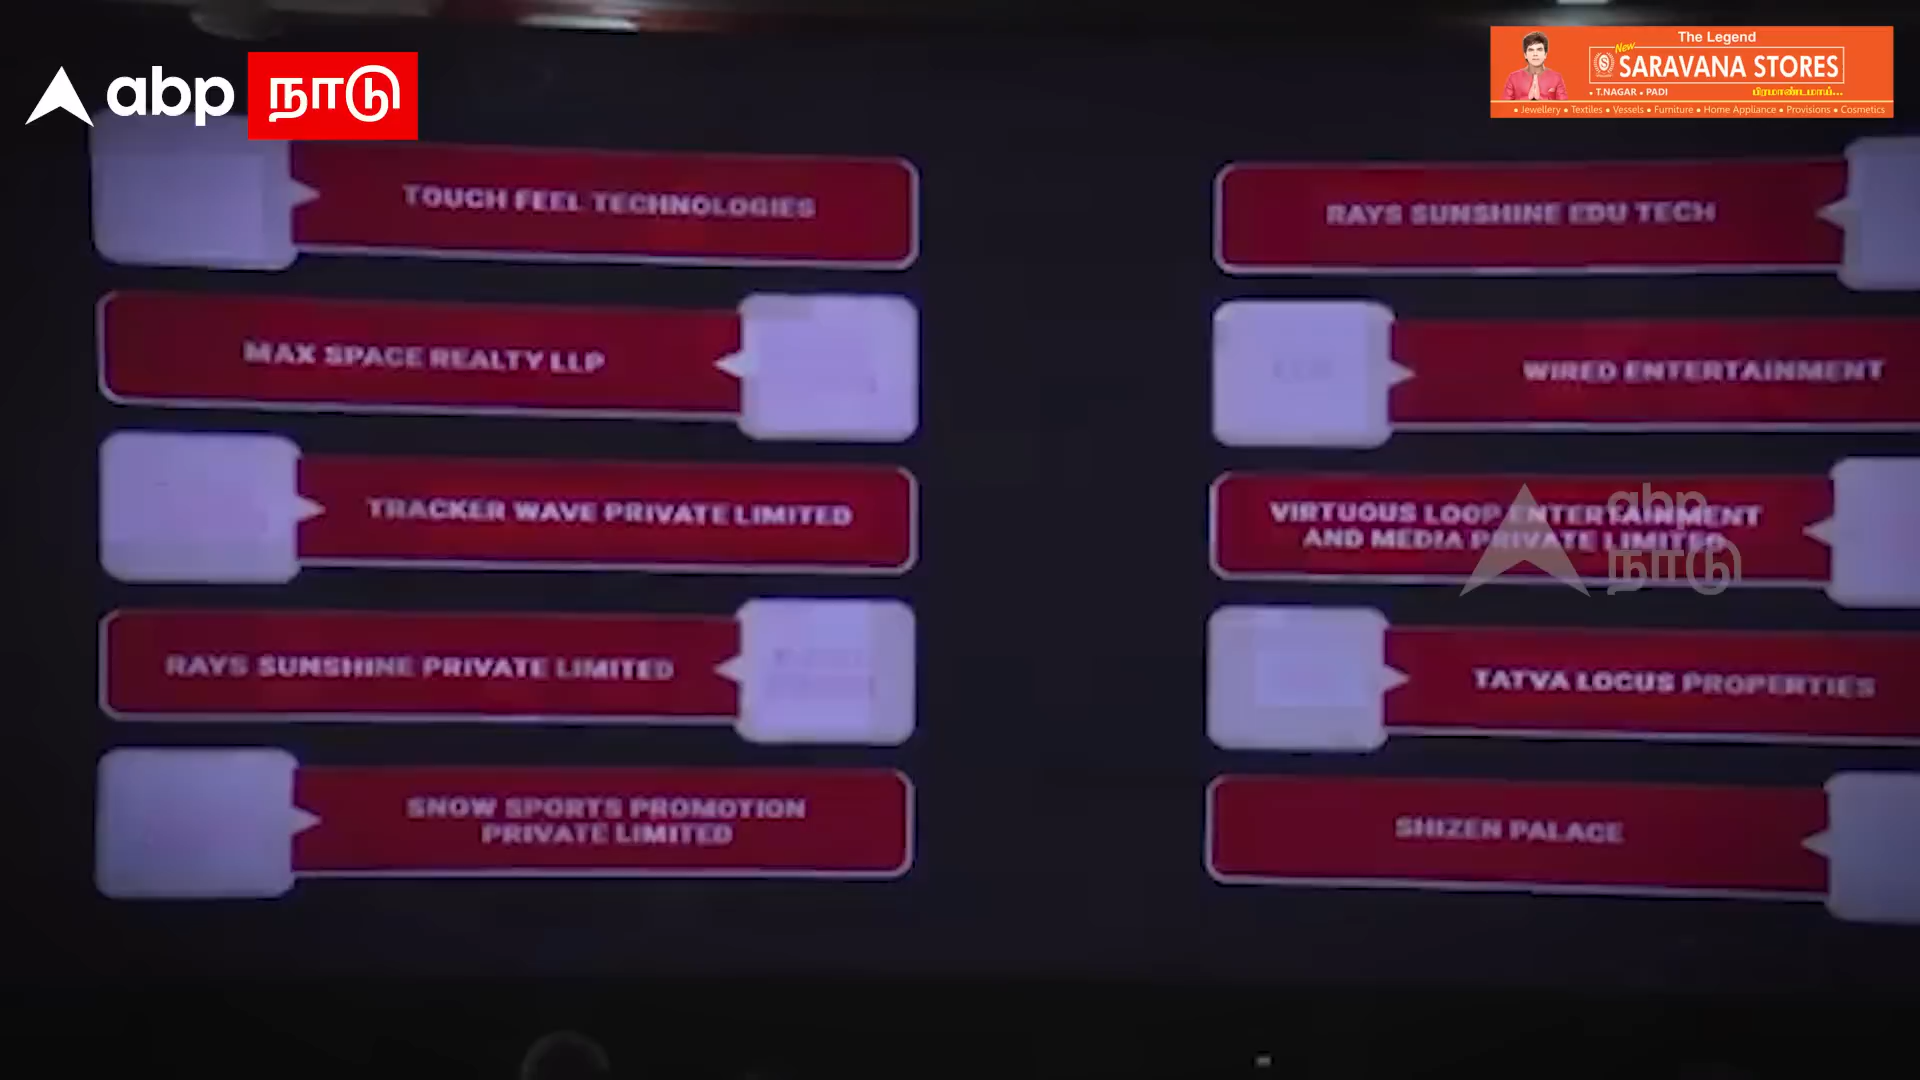 abp நாடு
The Legend
New
SARAVANA STORES
• T.NAGAR • PADI
பிரமாண்டமாய்...
• Jewellery • Textiles • Vessels • Furniture • Home Appliance • Provisions • Cosmetics
TOUCH FEEL TECHNOLOGIES
MAX SPACE REALTY LLP
TRACKER WAVE PRIVATE LIMITED
RAYS SUNSHINE PRIVATE LIMITED
SNOW SPORTS PROMOTION
PRIVATE LIMITED
RAYS SUNSHINE EDU TECH
WIRED ENTERTAINMENT
VIRTUOUS LOOP ENTERTAINMENT
AND MEDIA PRIVATE LIMITED
abp
நாடு
TATVA LOCUS PROPERTIES
SHIZEN PALACE